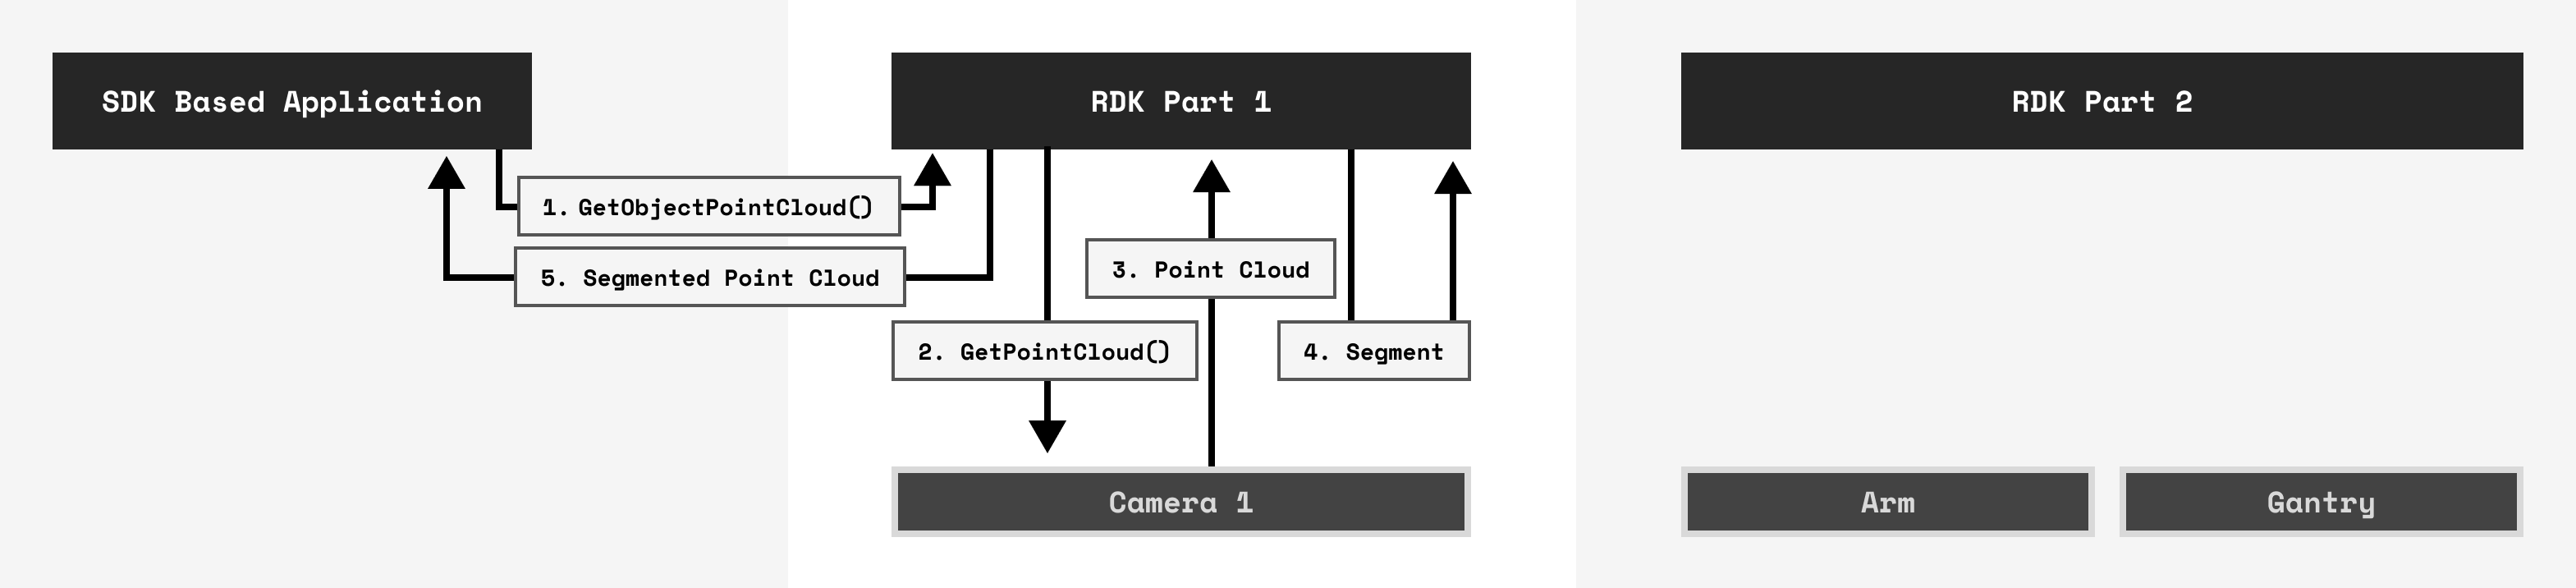 SDK Based Application
RDK Part 1
RDK Part 2
1. GetObjectPointCloud()
5. Segmented Point Cloud
3. Point Cloud
2. GetPointCloud()
4. Segment
Camera 1
Arm
Gantry